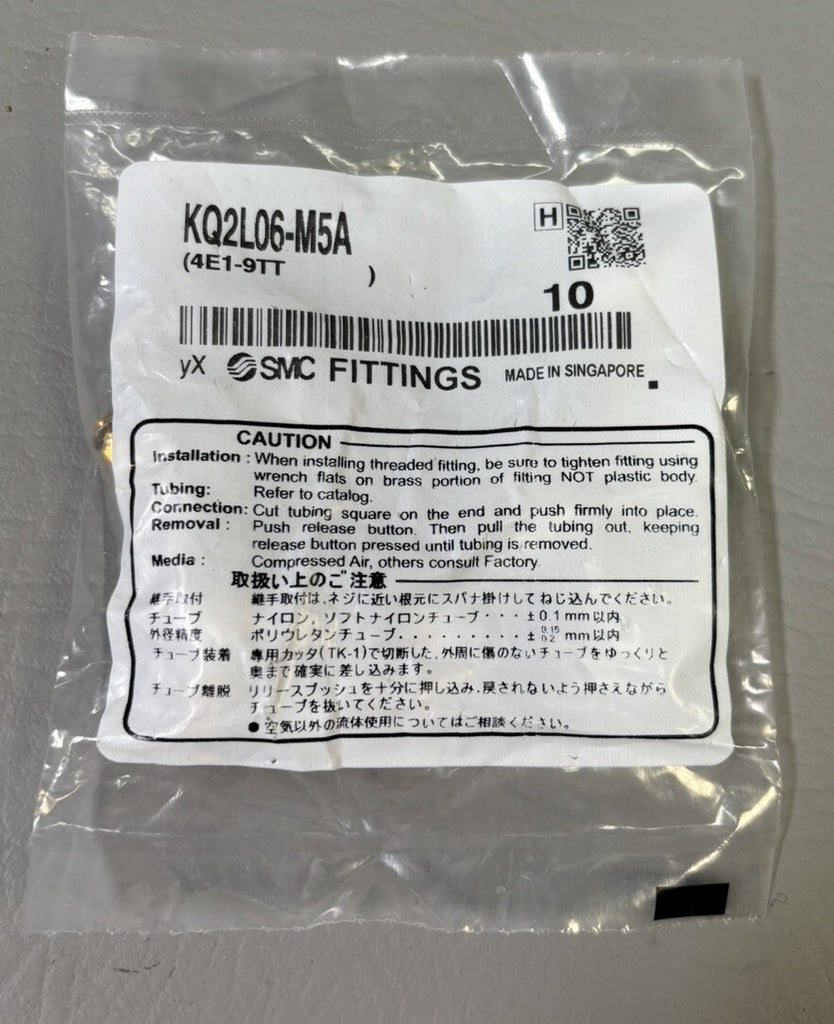 KQ2L06-M5A
H
(4E1-9TT )
10
yX SMC FITTINGS MADE IN SINGAPORE
CAUTION
Installation : When installing threaded fitting, be sure to tighten fitting using
wrench flats on brass portion of fitting NOT plastic body.
Tubing: Refer to catalog.
Connection: Cut tubing square on the end and push firmly into place.
Removal : Push release button. Then pull the tubing out, keeping
release button pressed until tubing is removed.
Media : Compressed Air, others consult Factory.
取扱い上のご注意
継手取付 継手取付は、ネジに近い根元にスパナ掛けしてねじ込んでください。
チューブ ナイロン, ソフトナイロンチューブ・・・±0.1mm以内
外径精度 ポリウレタンチューブ・・・・・・・・・± 0.15 0.2 mm以内
チューブ装着 専用カッタ(TK-1)で切断した、外周に傷のないチューブをゆっくりと
奥まで確実に差し込みます。
チューブ離脱 リリースブッシュを十分に押し込み、戻されないよう押さえながら
チューブを抜いてください。
●空気以外の流体使用についてはご相談ください。